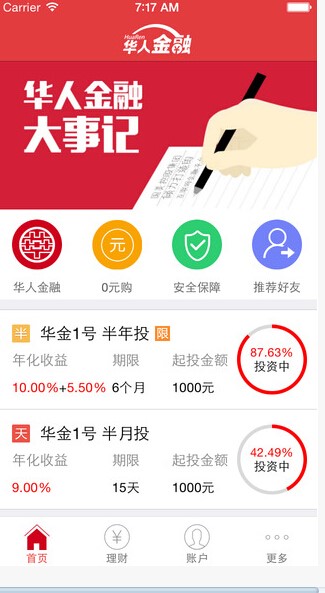 Carrier 7:17 AM
HuaRen
华人金融
华人金融
大事记
华人金融 0元购 安全保障 推荐好友
元
半 华金1号 半年投 限
年化收益 期限 起投金额
10.00%+5.50% 6个月 1000元
87.63%
投资中
天 华金1号 半月投
年化收益 期限 起投金额
9.00% 15天 1000元
42.49%
投资中
首页 理财 账户 更多